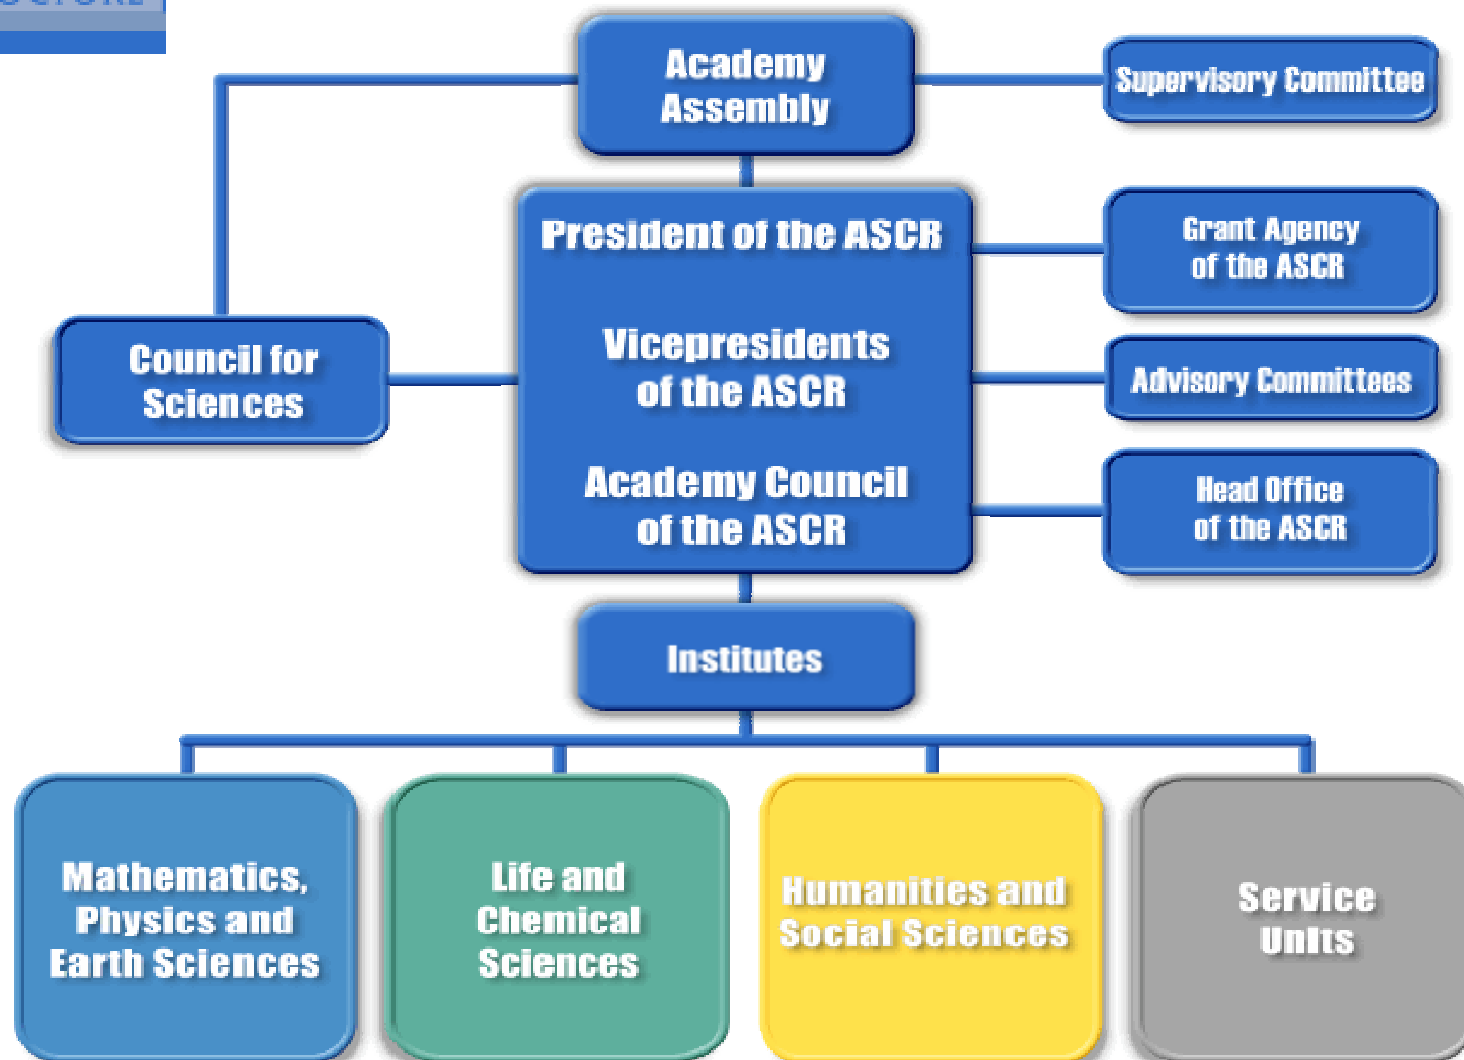 Academy
Assembly
Supervisory Committee
President of the ASCR
Grant Agency
of the ASCR
Vicepresidents
of the ASCR
Council for
Sciences
Advisory Committees
Academy Council
of the ASCR
Head Office
of the ASCR
Institutes
Mathematics,
Physics and
Earth Sciences
Life and
Chemical
Sciences
Humanities and
Social Sciences
Service
Units